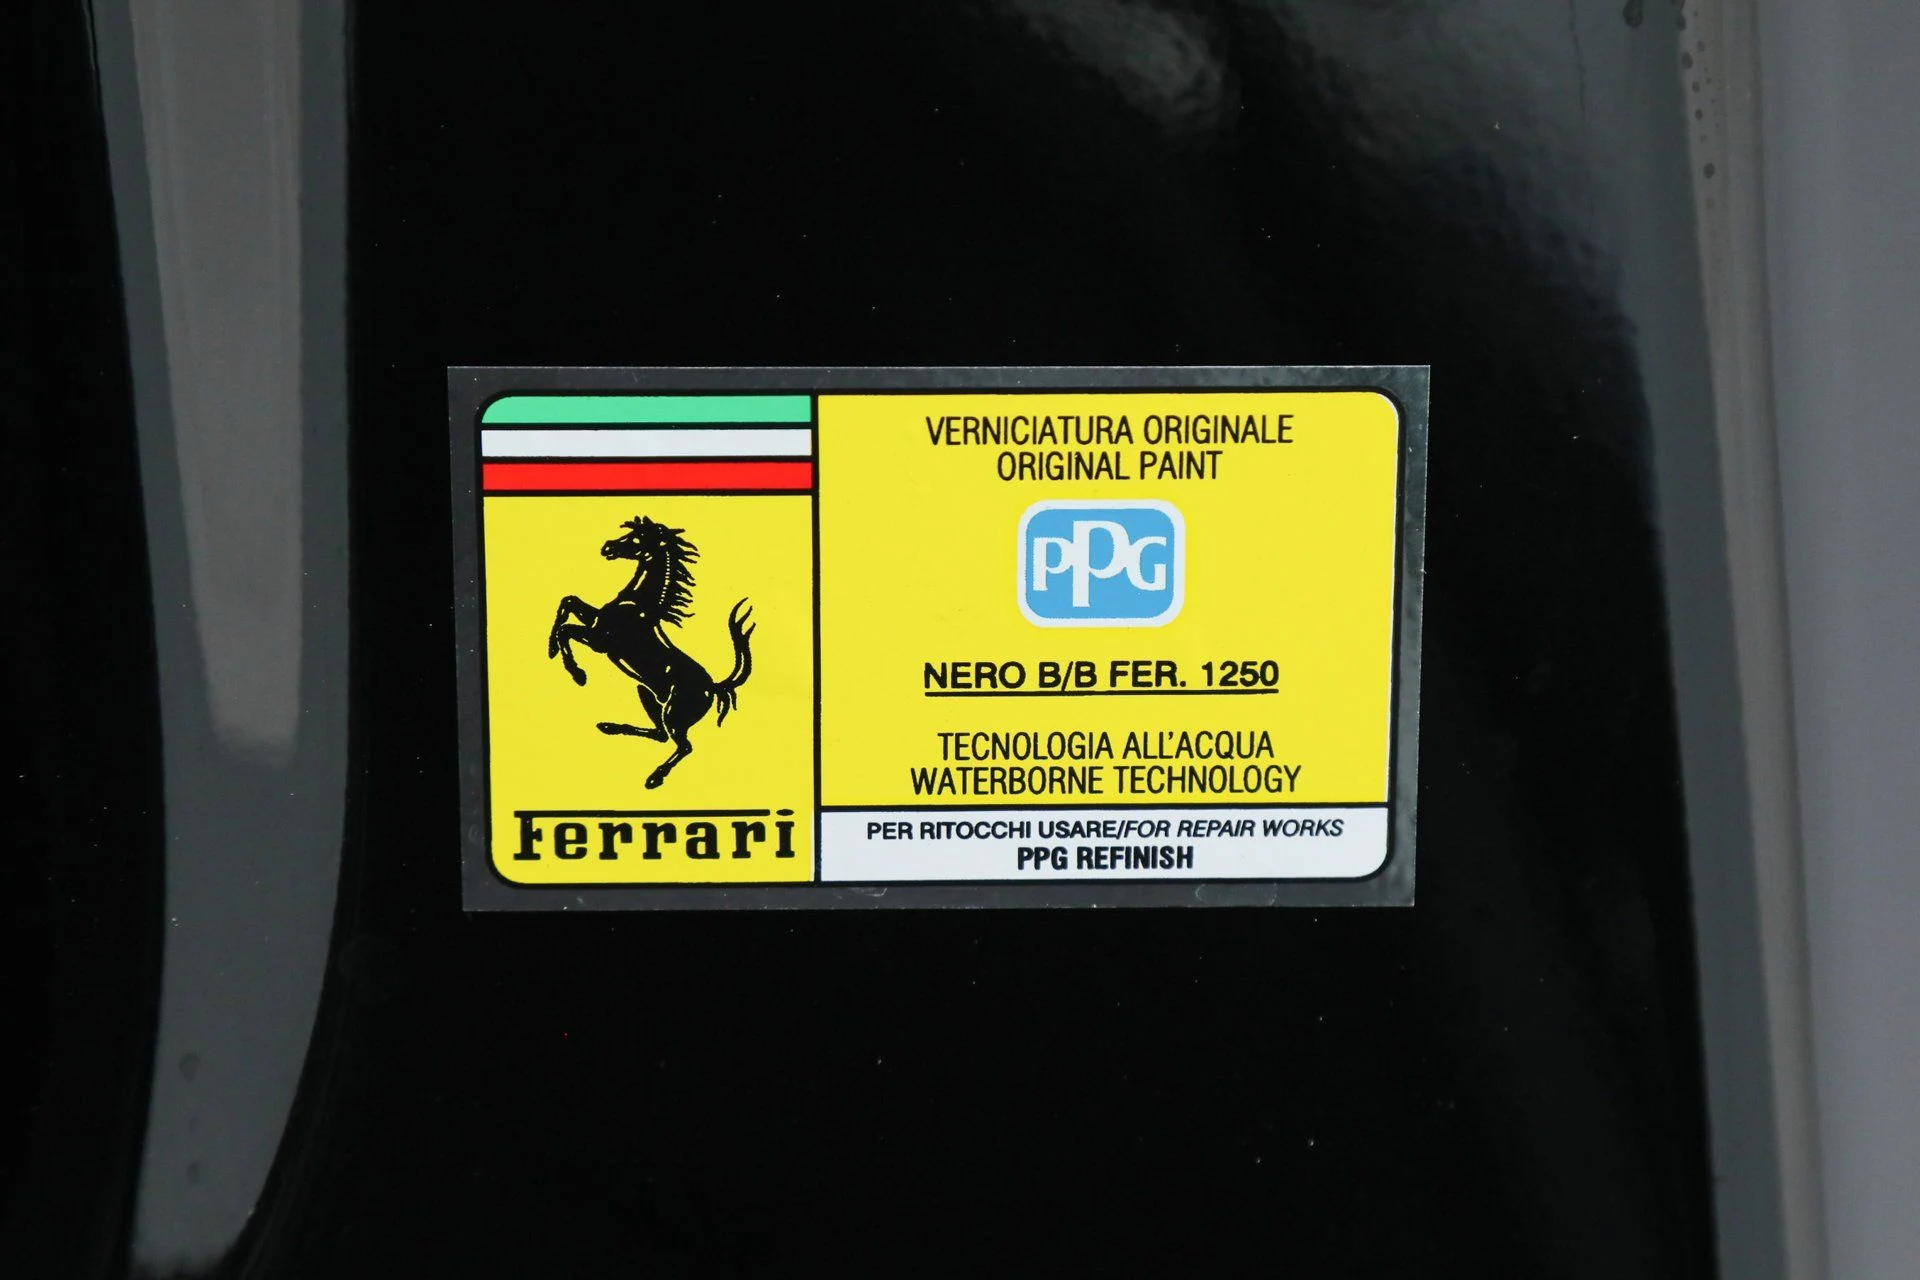 Ferrari
VERNICIATURA ORIGINALE
ORIGINAL PAINT
PPG
NERO B/B FER. 1250
TECNOLOGIA ALL'ACQUA
WATERBORNE TECHNOLOGY
PER RITOCCHI USARE/FOR REPAIR WORKS
PPG REFINISH